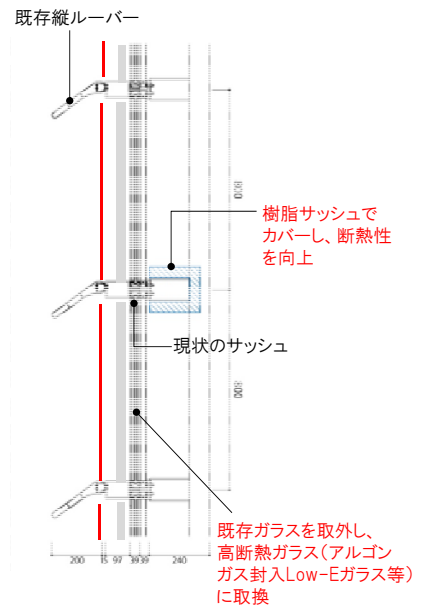 既存縦ルーバー
800
樹脂サッシュで
カバーし、断熱性
を向上
現状のサッシュ
800
既存ガラスを取外し、
高断熱ガラス（アルゴン
ガス封入Low-Eガラス等）
に取換
200 15 97 39 39 240